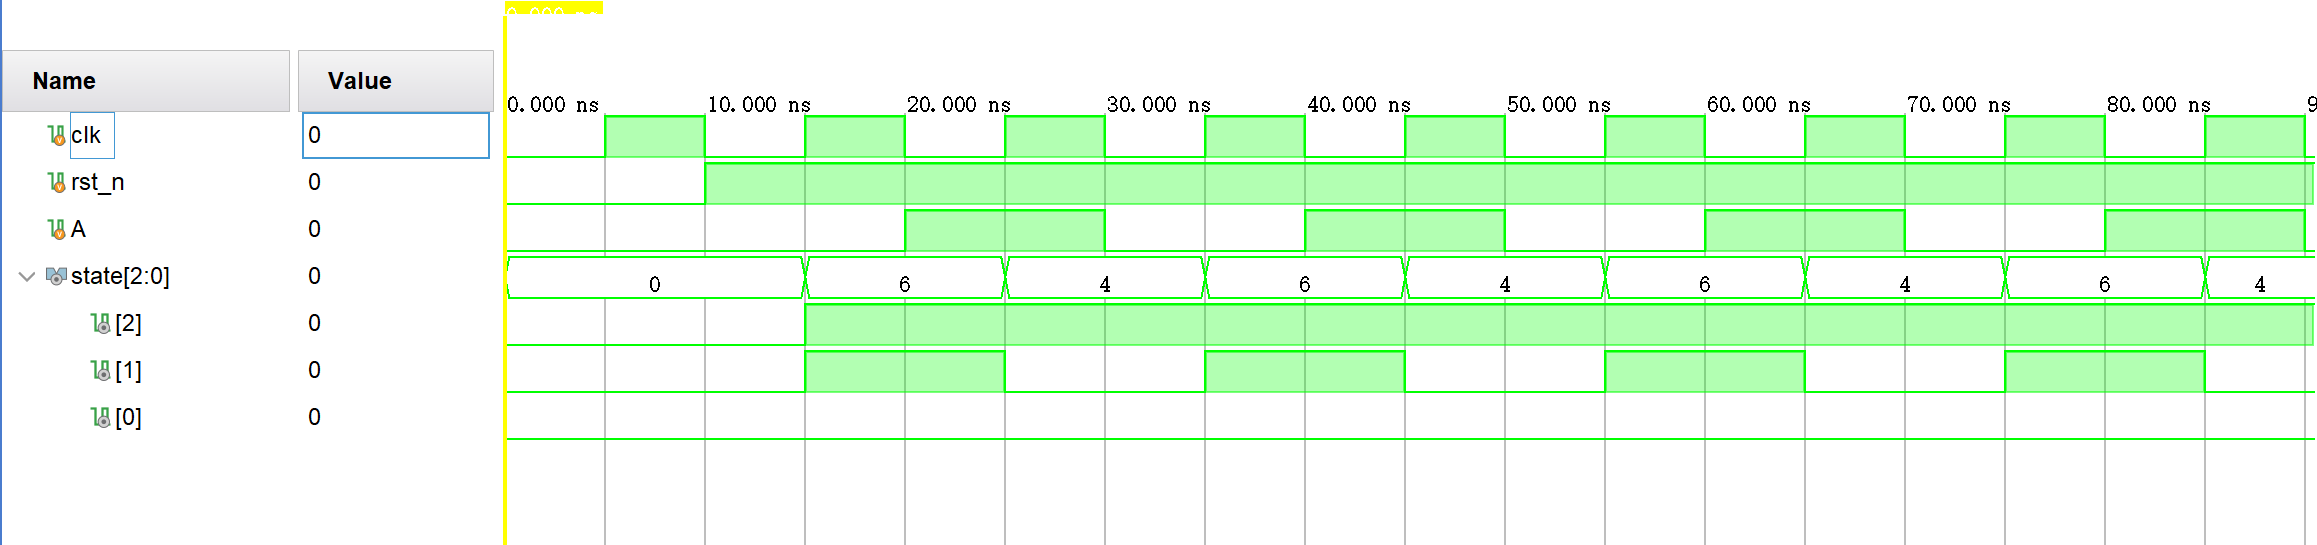 Name Value
0.000 ns 10.000 ns 20.000 ns 30.000 ns 40.000 ns 50.000 ns 60.000 ns 70.000 ns 80.000 ns 9
clk 0
rst_n 0
A 0
state[2:0] 0 0 6 4 6 4 6 4 6 4
[2] 0
[1] 0
[0] 0